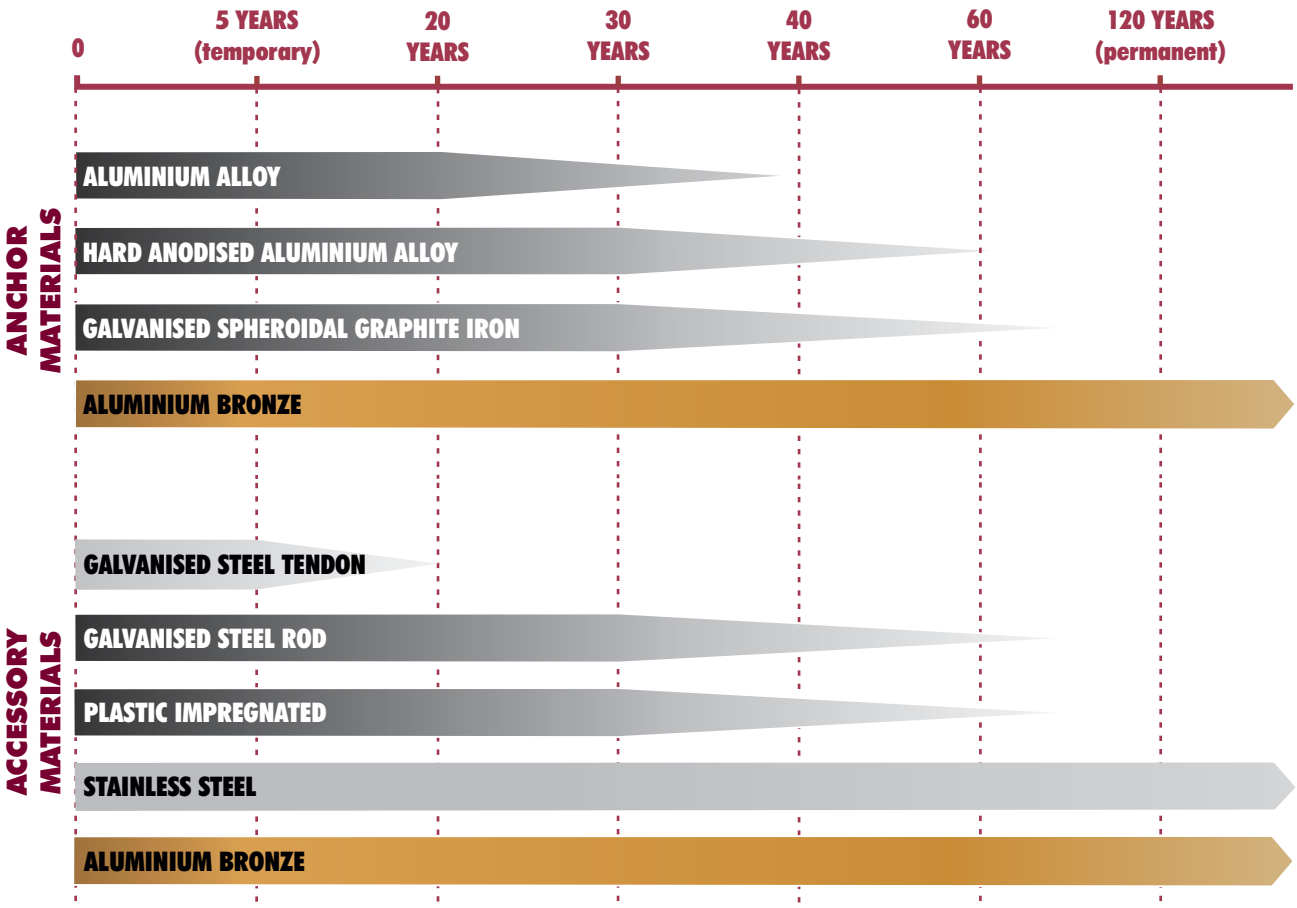 0
5 YEARS
(temporary)
20
YEARS
30
YEARS
40
YEARS
60
YEARS
120 YEARS
(permanent)
ANCHOR
MATERIALS
ALUMINIUM ALLOY
HARD ANODISED ALUMINIUM ALLOY
GALVANISED SPHEROIDAL GRAPHITE IRON
ALUMINIUM BRONZE
ACCESSORY
MATERIALS
GALVANISED STEEL TENDON
GALVANISED STEEL ROD
PLASTIC IMPREGNATED
STAINLESS STEEL
ALUMINIUM BRONZE